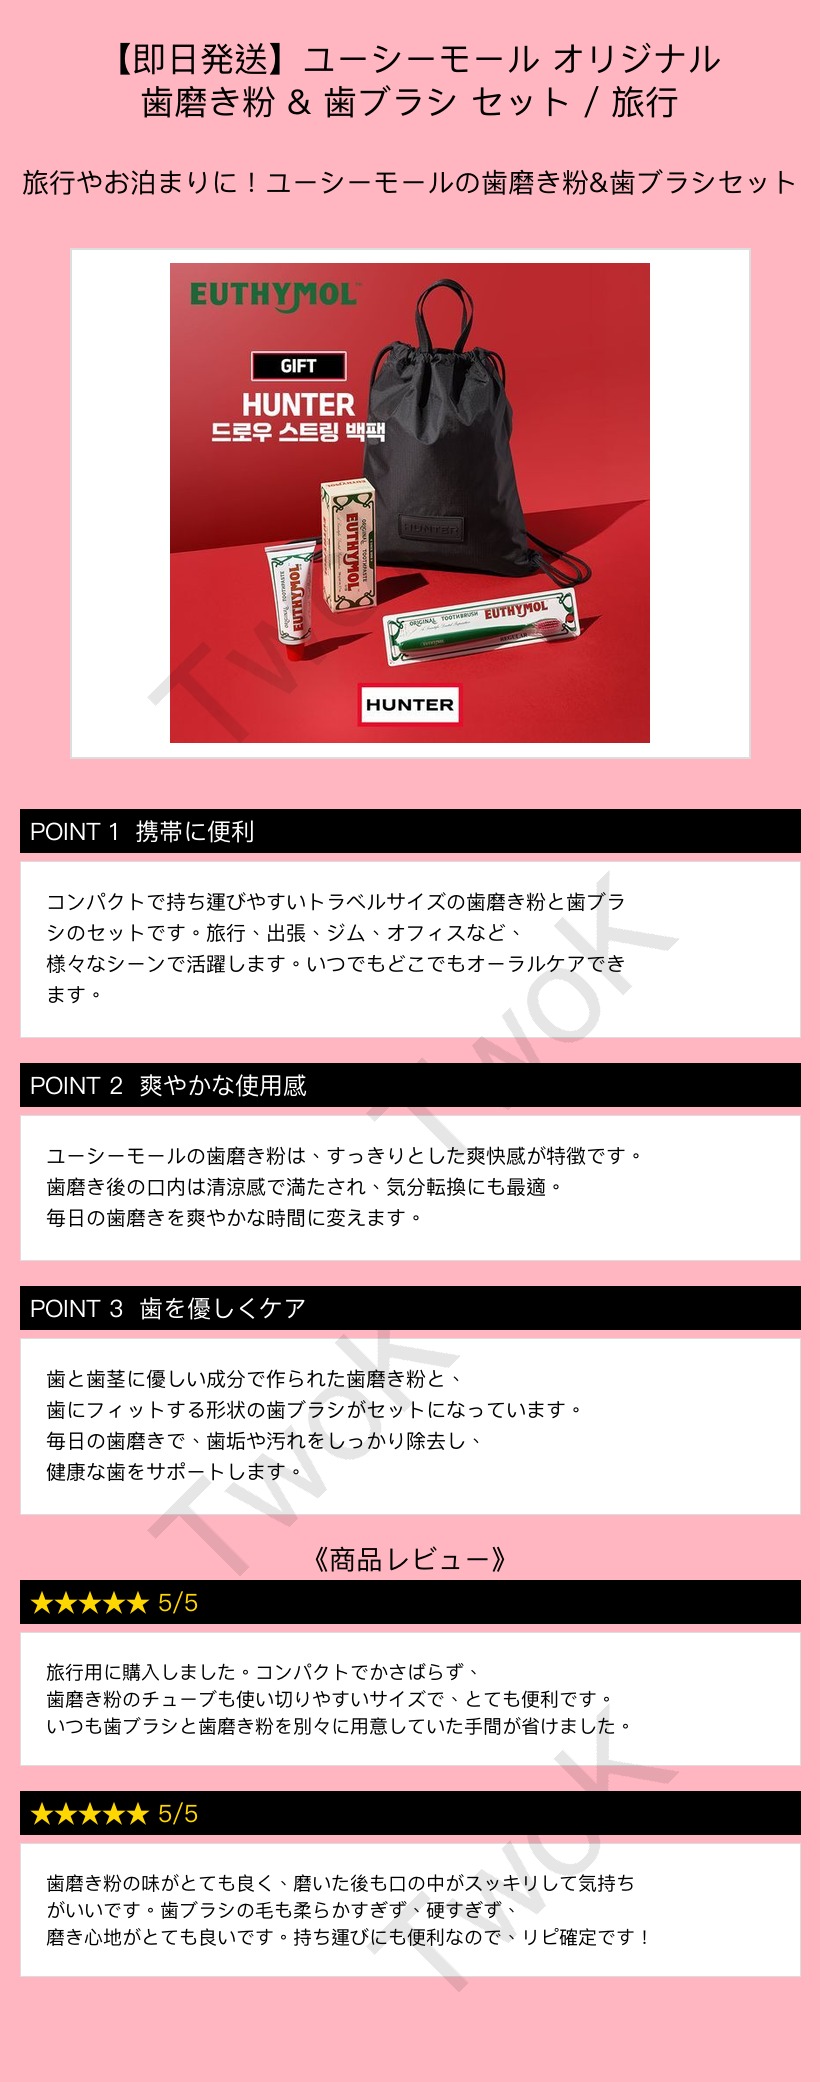 【即日発送】ユーシーモール オリジナル
歯磨き粉 & 歯ブラシ セット / 旅行
旅行やお泊まりに！ユーシーモールの歯磨き粉&歯ブラシセット
EUTHYMOL
GIFT
HUNTER
드로우 스트링 백팩
HUNTER
EUTHYMOL
ORIGINAL TOOTHPASTE
EUTHYMOL
ORIGINAL TOOTHPASTE
EUTHYMOL
ORIGINAL TOOTHBRUSH EUTHYMOL
REGULAR
HUNTER
POINT 1 携帯に便利
コンパクトで持ち運びやすいトラベルサイズの歯磨き粉と歯ブラ
シのセットです。旅行、出張、ジム、オフィスなど、
様々なシーンで活躍します。いつでもどこでもオーラルケアでき
ます。
POINT 2 爽やかな使用感
ユーシーモールの歯磨き粉は、すっきりとした爽快感が特徴です。
歯磨き後の口内は清涼感で満たされ、気分転換にも最適。
毎日の歯磨きを爽やかな時間に変えます。
POINT 3 歯を優しくケア
歯と歯茎に優しい成分で作られた歯磨き粉と、
歯にフィットする形状の歯ブラシがセットになっています。
毎日の歯磨きで、歯垢や汚れをしっかり除去し、
健康な歯をサポートします。
《商品レビュー》
★★★★★ 5/5
旅行用に購入しました。コンパクトでかさばらず、
歯磨き粉のチューブも使い切りやすいサイズで、とても便利です。
いつも歯ブラシと歯磨き粉を別々に用意していた手間が省けました。
★★★★★ 5/5
歯磨き粉の味がとても良く、磨いた後も口の中がスッキリして気持ち
がいいです。歯ブラシの毛も柔らかすぎず、硬すぎず、
磨き心地がとても良いです。持ち運びにも便利なので、リピ確定です！
TwoK
TwoK
TwoK
TwoK